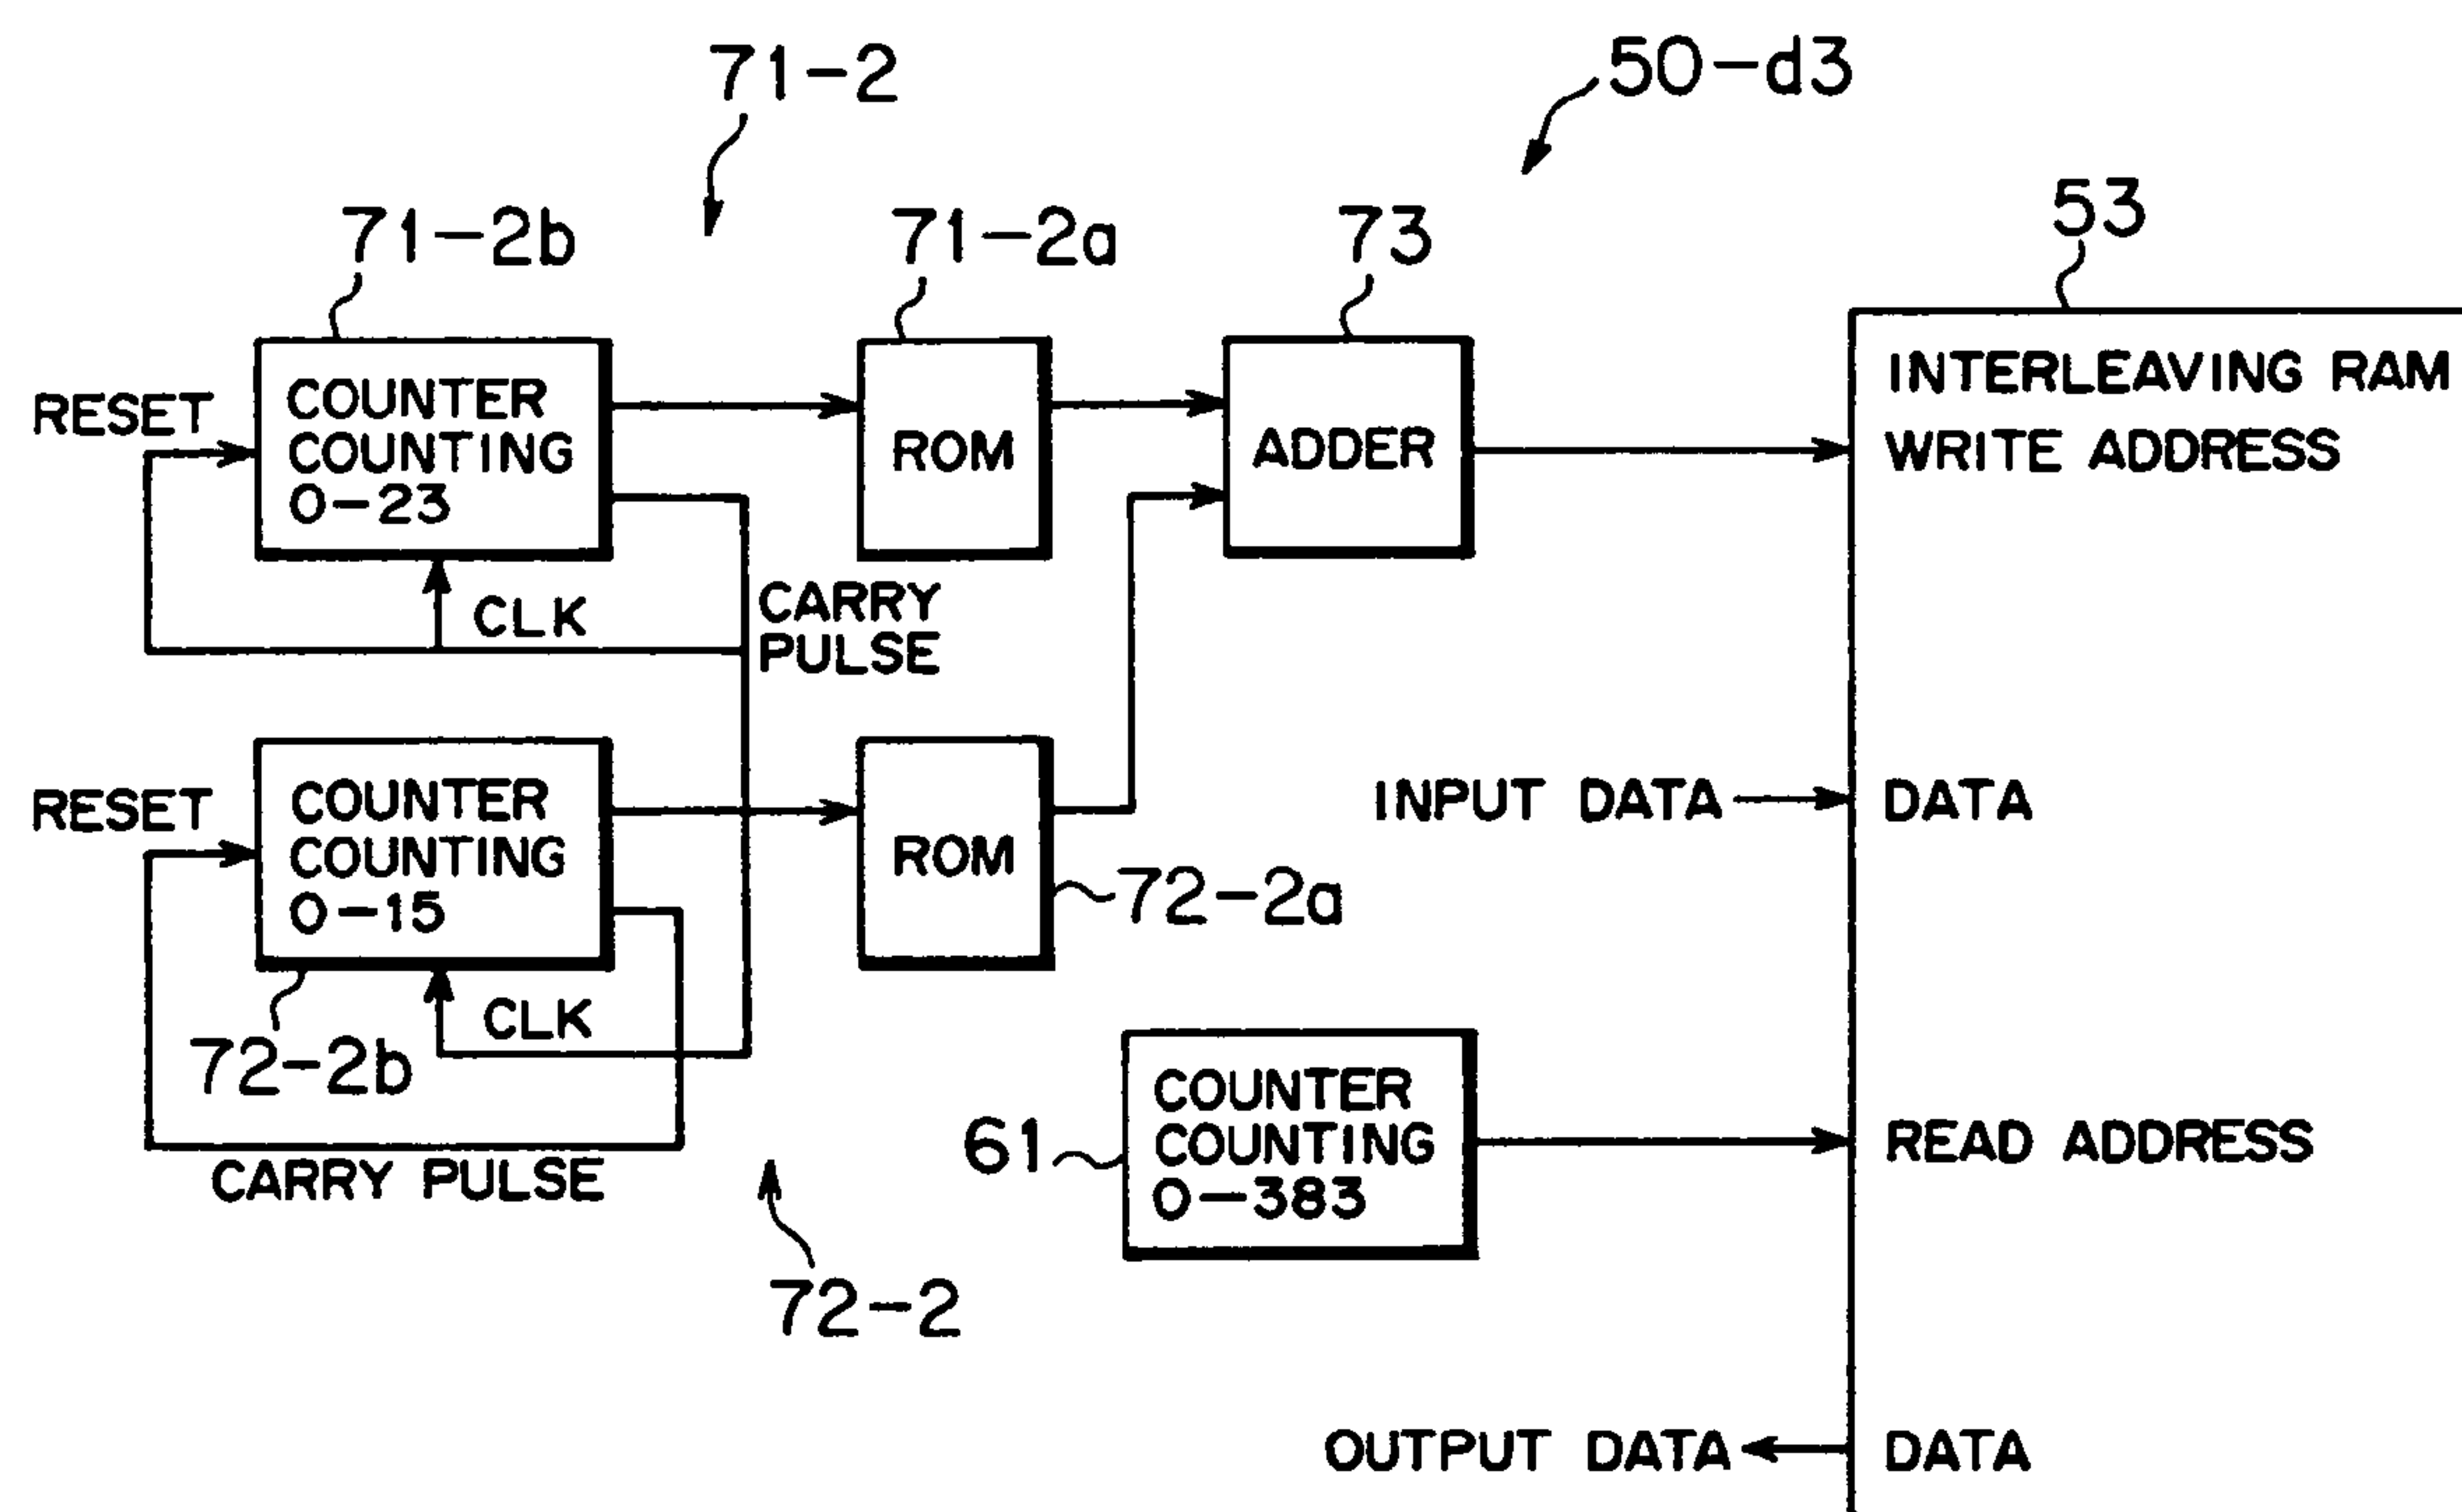 71-2
50-d3
71-2b
71-2a
73
53
RESET
COUNTER
COUNTING
0-23
ROM
ADDER
INTERLEAVING RAM
WRITE ADDRESS
CLK
CARRY
PULSE
RESET
COUNTER
COUNTING
0-15
ROM
72-2a
INPUT DATA
DATA
CLK
72-2b
CARRY PULSE
72-2
61
COUNTER
COUNTING
0-383
READ ADDRESS
OUTPUT DATA
DATA